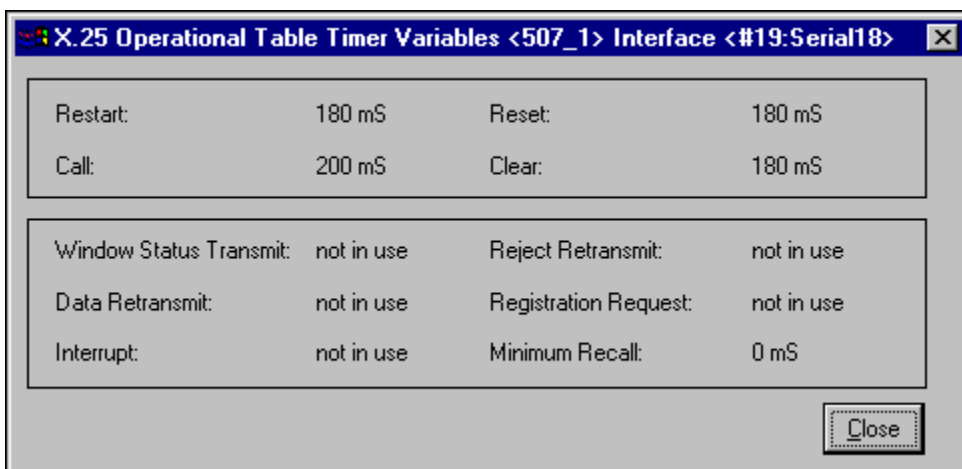 X.25 Operational Table Timer Variables <507_1> Interface <#19:Serial18>
Restart: 180 mS Reset: 180 mS
Call: 200 mS Clear: 180 mS
Window Status Transmit: not in use Reject Retransmit: not in use
Data Retransmit: not in use Registration Request: not in use
Interrupt: not in use Minimum Recall: 0 mS
Close